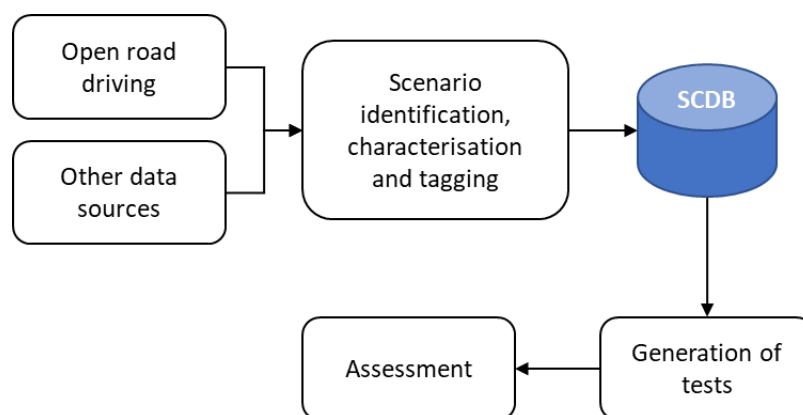 Open road
driving
Other data
sources
Scenario
identification,
characterisation
and tagging
SCDB
Generation of
tests
Assessment